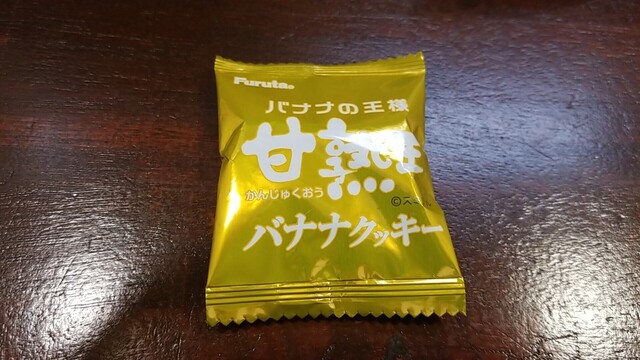 Furuta®
バナナの王様
甘熟王
かんじゅくおう
バナナクッキー